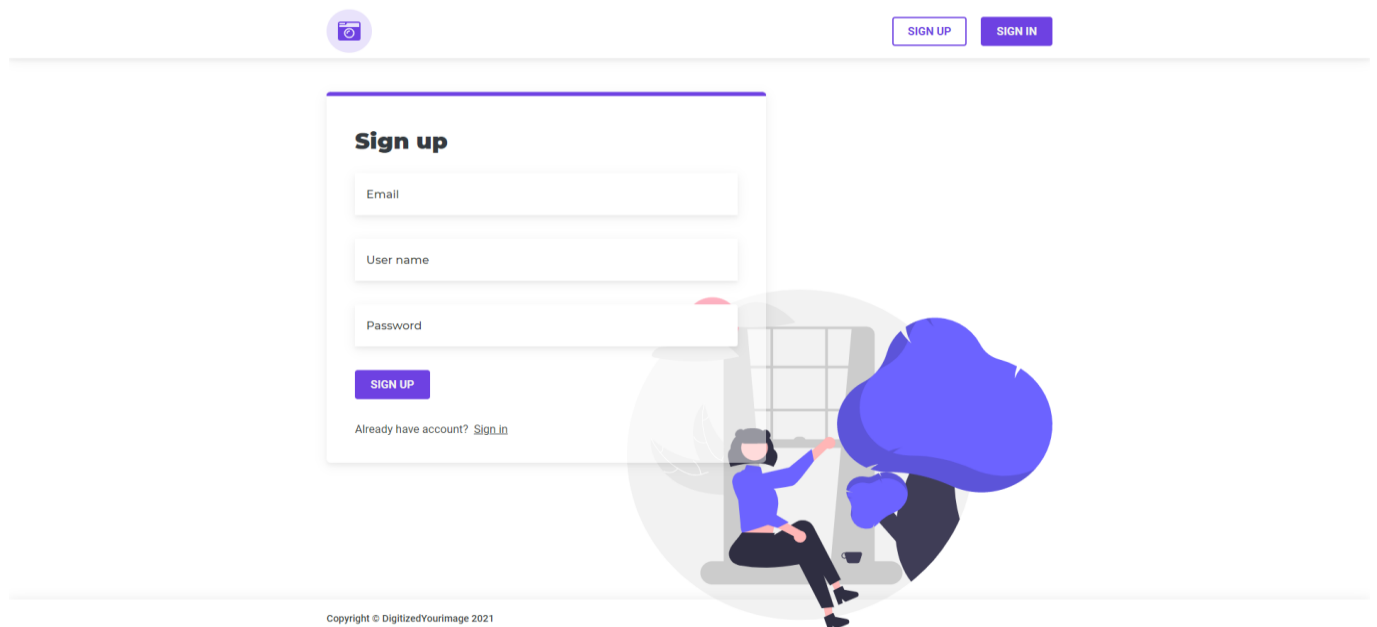 SIGN UP SIGN IN
Sign up
Email
User name
Password
SIGN UP
Already have account? Sign in
Copyright © DigitizedYourimage 2021